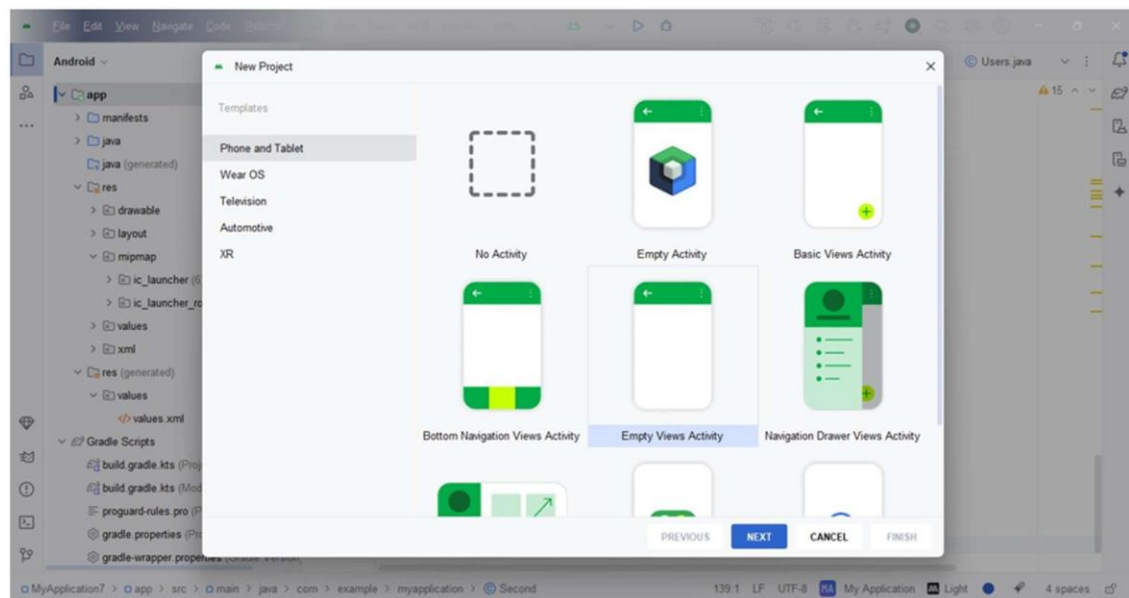 File Edit View Navigate Code
Android
Users.java
15
app
manifests
java
java (generated)
res
drawable
layout
mipmap
ic_launcher
ic_launcher_ro
values
xml
res (generated)
values
values.xml
Gradle Scripts
build.gradle.kts (Proj
build.gradle.kts (Mod
proguard-rules.pro (P
gradle.properties (Pro
gradle-wrapper.properties (Gradle Version)
New Project
Templates
Phone and Tablet
Wear OS
Television
Automotive
XR
No Activity
Empty Activity
Basic Views Activity
Bottom Navigation Views Activity
Empty Views Activity
Navigation Drawer Views Activity
PREVIOUS NEXT CANCEL FINISH
MyApplication7 > app > src > main > java > com > example > myapplication > Second
139:1 LF UTF-8 MA My Application Light 4 spaces